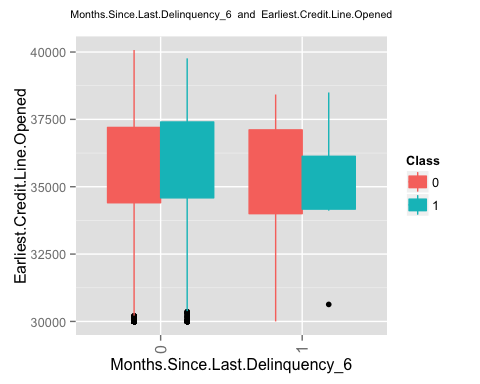 Months.Since.Last.Delinquency_6 and Earliest.Credit.Line.Opened
40000
37500
35000
32500
30000
Earliest.Credit.Line.Opened
0
1
Months.Since.Last.Delinquency_6
Class
0
1